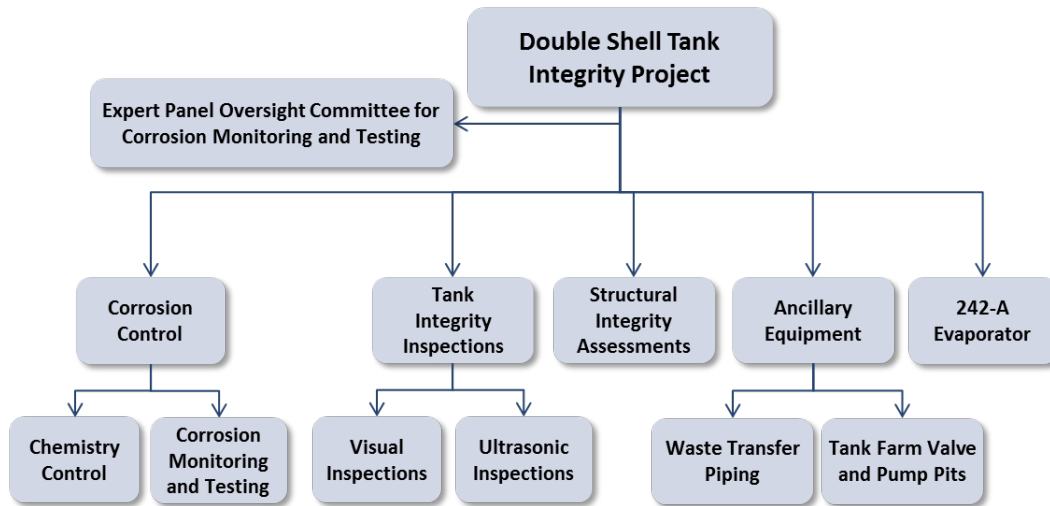 Double Shell Tank
Integrity Project
Expert Panel Oversight Committee for
Corrosion Monitoring and Testing
Corrosion
Control
Tank
Integrity
Inspections
Structural
Integrity
Assessments
Ancillary
Equipment
242-A
Evaporator
Chemistry
Control
Corrosion
Monitoring
and Testing
Visual
Inspections
Ultrasonic
Inspections
Waste Transfer
Piping
Tank Farm Valve
and Pump Pits